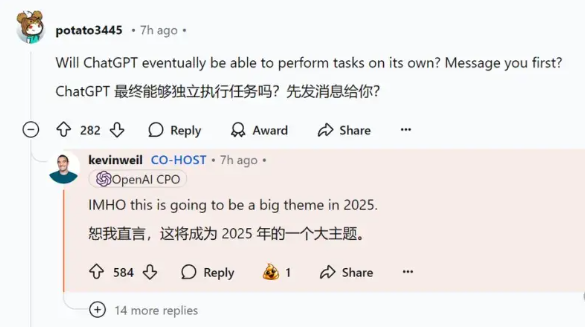 potato3445 • 7h ago •
Will ChatGPT eventually be able to perform tasks on its own? Message you first?
ChatGPT 最终能够独立执行任务吗？先发消息给你？
282 Reply Award Share ...
kevinweil CO-HOST • 7h ago •
OpenAI CPO
IMHO this is going to be a big theme in 2025.
恕我直言，这将成为 2025 年的一个大主题。
584 Reply 1 Share ...
14 more replies